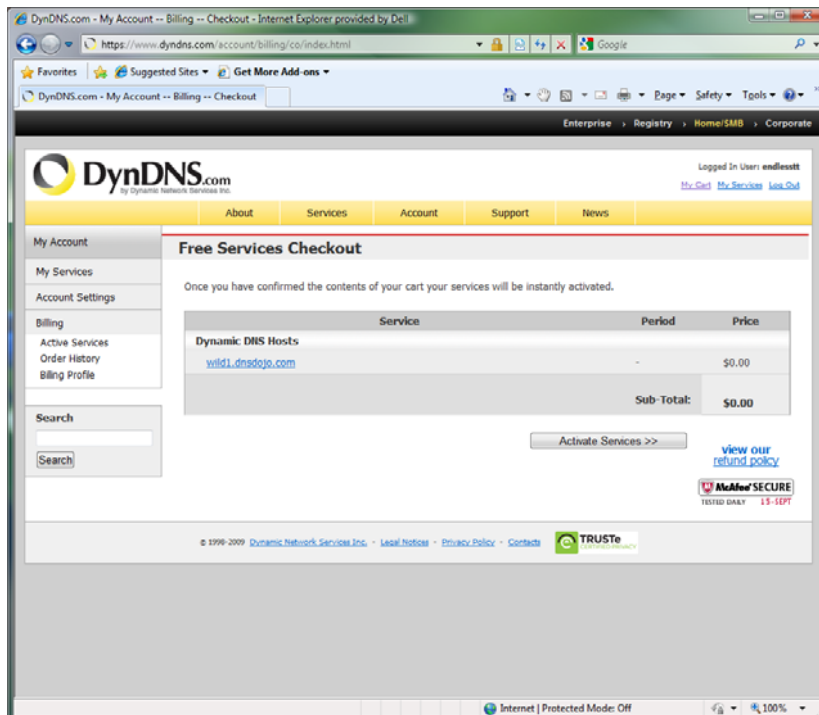 DynDNS.com - My Account -- Billing -- Checkout - Internet Explorer provided by Dell
https://www.dyndns.com/account/billing/co/index.html
Google
Favorites Suggested Sites Get More Add-ons
DynDNS.com - My Account -- Billing -- Checkout
Page Safety Tools
Enterprise Registry Home/SMB Corporate
DynDNS.com
by Dynamic Network Services Inc.
Logged In User: endlesstt
My Cart My Services Log Out
About Services Account Support News
My Account
My Services
Account Settings
Billing
Active Services
Order History
Billing Profile
Search
Search
Free Services Checkout
Once you have confirmed the contents of your cart your services will be instantly activated.
Service Period Price
Dynamic DNS Hosts
wild1.dnsdojo.com - $0.00
Sub-Total: $0.00
Activate Services >>
view our
refund policy
McAfee SECURE
TESTED DAILY 15-SEPT
© 1998-2009 Dynamic Network Services Inc. - Legal Notices - Privacy Policy - Contacts
TRUSTe
CERTIFIED PRIVACY
Internet | Protected Mode: Off
100%